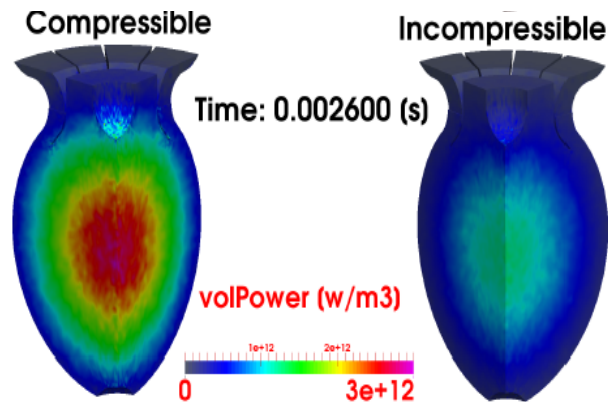 Compressible
Incompressible
Time: 0.002600 (s)
volPower (w/m3)
1e+12 2e+12
0 3e+12